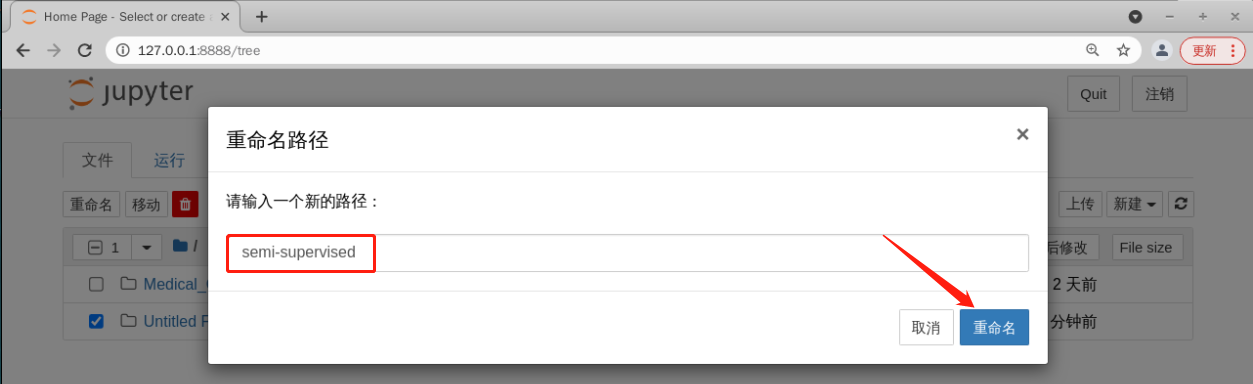 Home Page - Select or create
127.0.0.1:8888/tree
更新
jupyter
Quit
注销
重命名路径
文件
运行
请输入一个新的路径：
重命名
移动
上传
新建
1
/
semi-supervised
后修改
File size
Medical_
2 天前
Untitled F
分钟前
取消
重命名